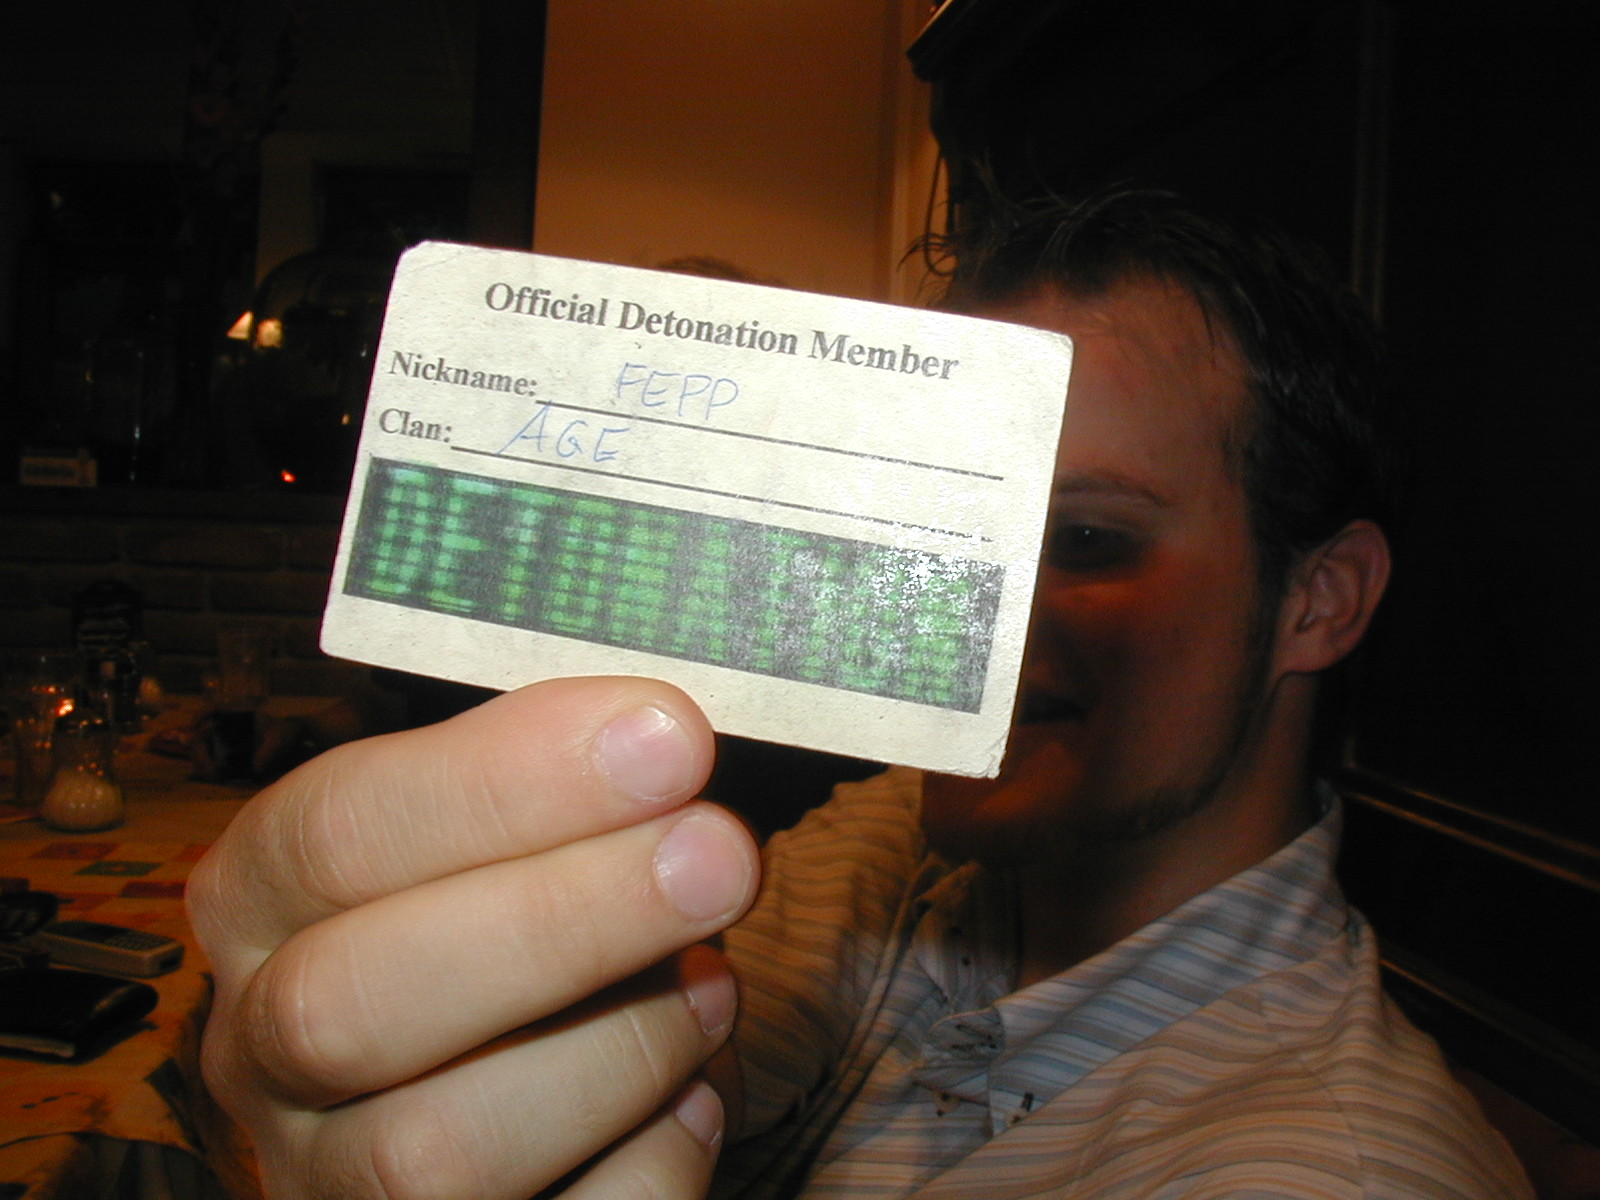 Official Detonation Member
Nickname: FEPP
Clan: AGE
DETONATION